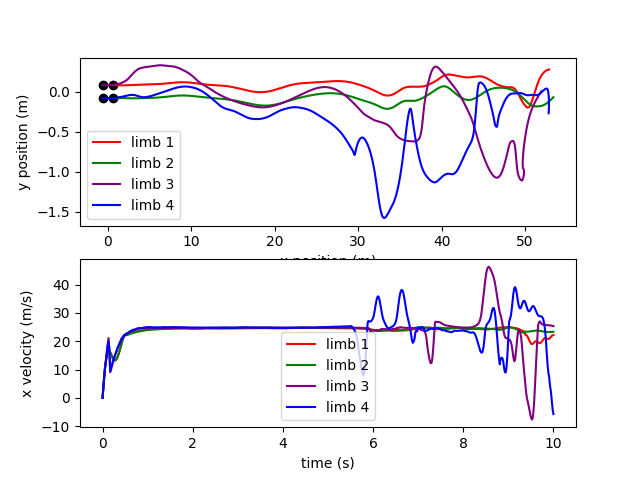 0.0
−0.5
−1.0
−1.5
y position (m)
limb 1
limb 2
limb 3
limb 4
0 10 20 30 40 50
x position (m)
40
30
20
10
0
−10
x velocity (m/s)
limb 1
limb 2
limb 3
limb 4
0 2 4 6 8 10
time (s)